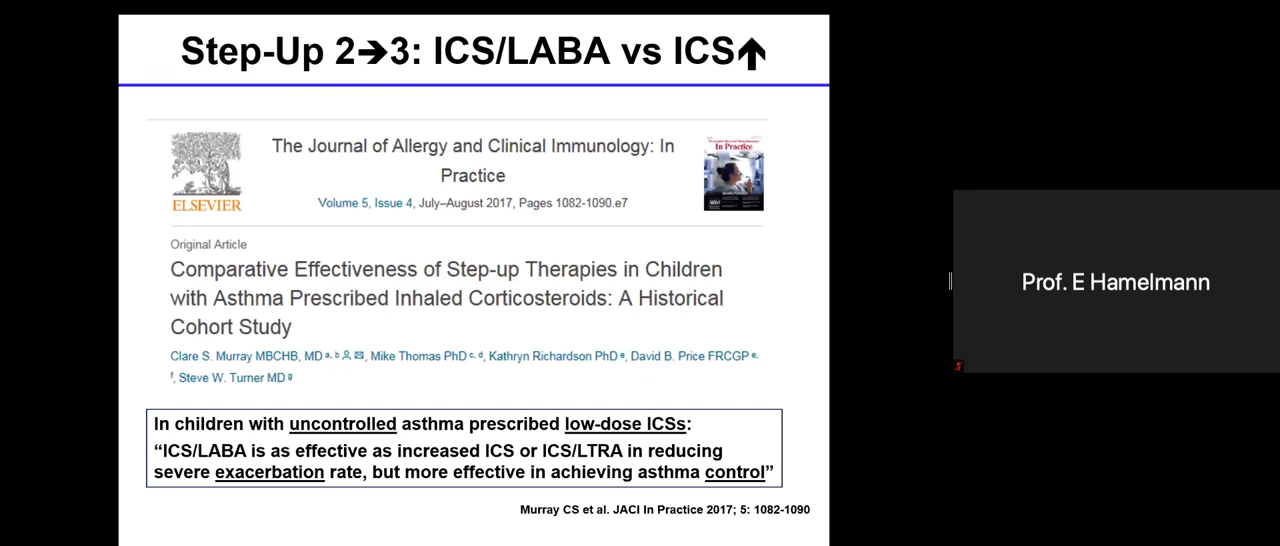 Step-Up 2➔3: ICS/LABA vs ICS🡅
The Journal of Allergy and Clinical Immunology: In
Practice
Volume 5, Issue 4, July–August 2017, Pages 1082-1090.e7
ELSEVIER
In Practice
Original Article
Comparative Effectiveness of Step-up Therapies in Children
with Asthma Prescribed Inhaled Corticosteroids: A Historical
Cohort Study
Clare S. Murray MBCHB, MD a, b, Mike Thomas PhD c, d, Kathryn Richardson PhD e, David B. Price FRCGP e,
f, Steve W. Turner MD g
In children with uncontrolled asthma prescribed low-dose ICSs:
“ICS/LABA is as effective as increased ICS or ICS/LTRA in reducing
severe exacerbation rate, but more effective in achieving asthma control”
Murray CS et al. JACI In Practice 2017; 5: 1082-1090
Prof. E Hamelmann